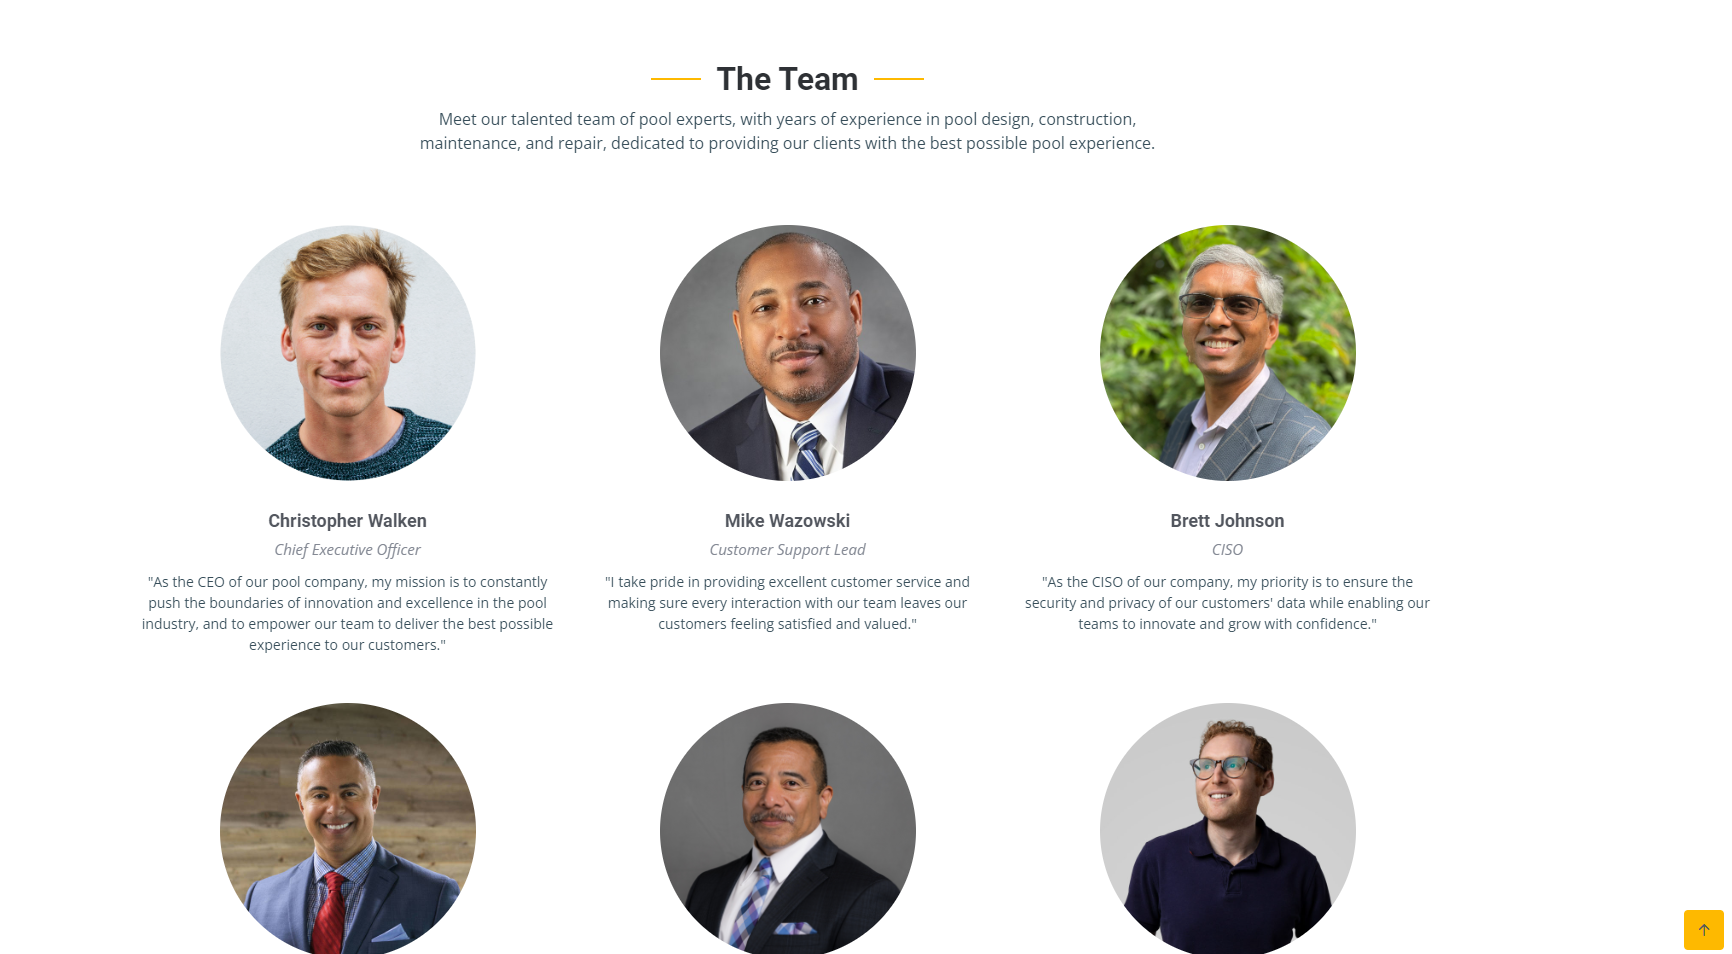 The Team
Meet our talented team of pool experts, with years of experience in pool design, construction,
maintenance, and repair, dedicated to providing our clients with the best possible pool experience.
Christopher Walken
Chief Executive Officer
"As the CEO of our pool company, my mission is to constantly
push the boundaries of innovation and excellence in the pool
industry, and to empower our team to deliver the best possible
experience to our customers."
Mike Wazowski
Customer Support Lead
"I take pride in providing excellent customer service and
making sure every interaction with our team leaves our
customers feeling satisfied and valued."
Brett Johnson
CISO
"As the CISO of our company, my priority is to ensure the
security and privacy of our customers' data while enabling our
teams to innovate and grow with confidence."